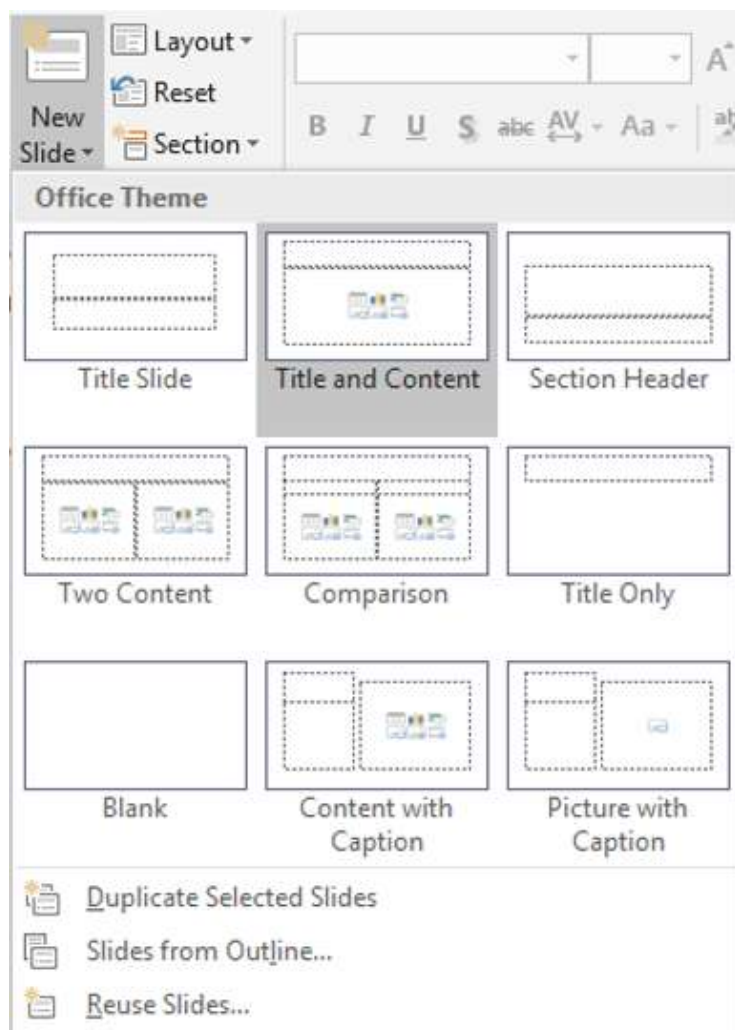 Layout
Reset
New
Slide
Section
B I U S abc AV Aa
A
ab
Office Theme
Title Slide
Title and Content
Section Header
Two Content
Comparison
Title Only
Blank
Content with
Caption
Picture with
Caption
Duplicate Selected Slides
Slides from Outline...
Reuse Slides...